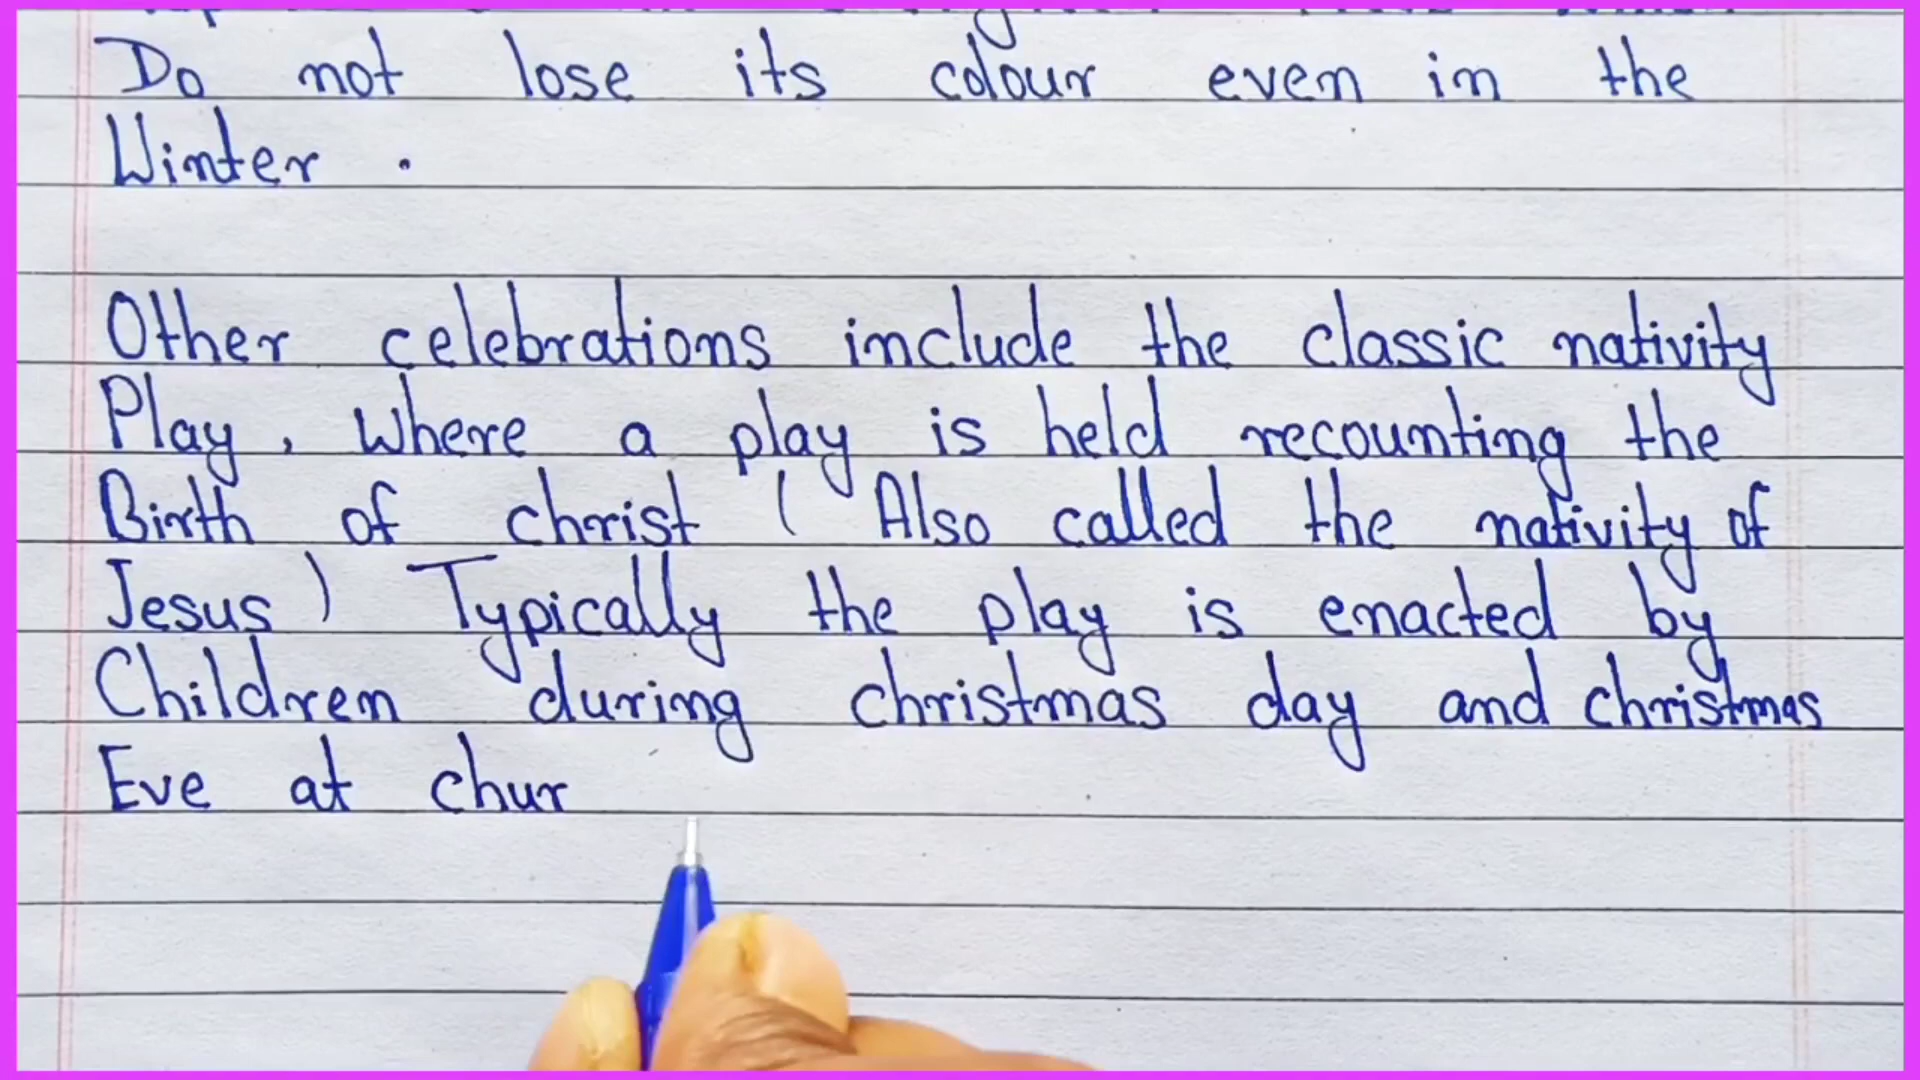 Do not lose its colour even in the
Winter .
Other celebrations include the classic nativity
Play, where a play is held recounting the
Birth of christ ( Also called the nativity of
Jesus ) Typically the play is enacted by
Children during christmas day and christmas
Eve at chur